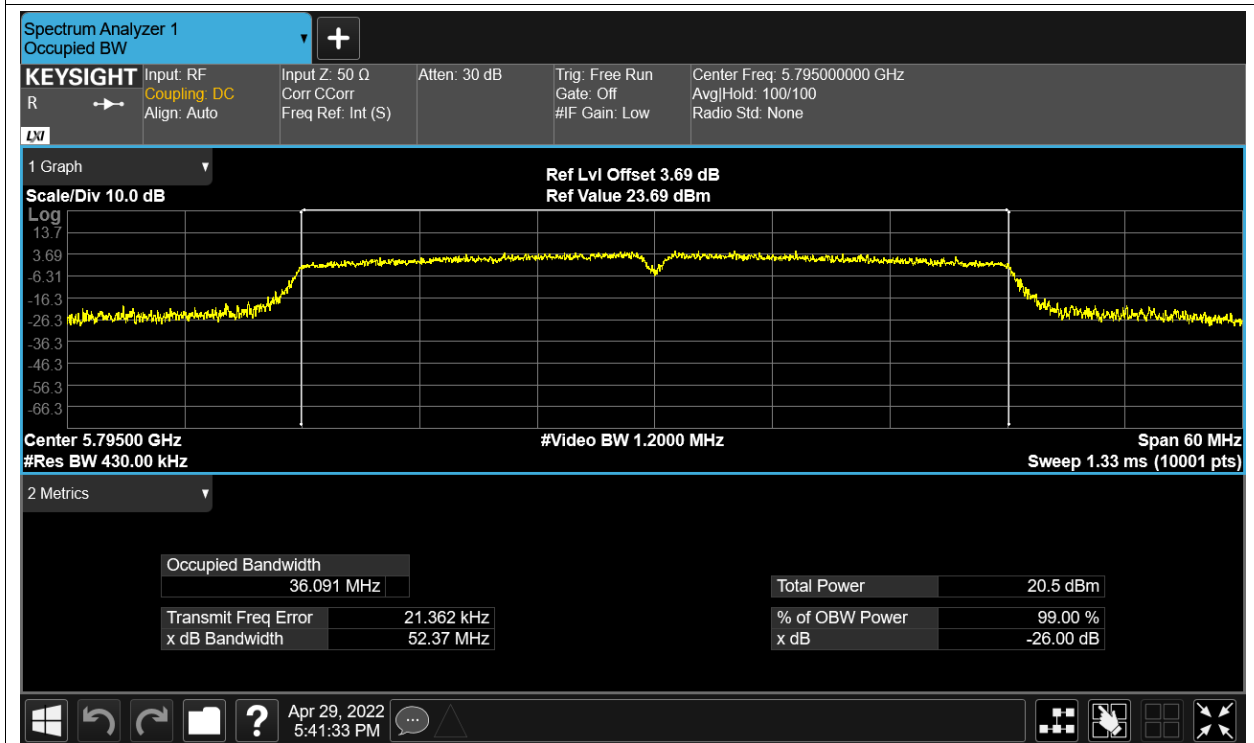 Spectrum Analyzer 1
Occupied BW
KEYSIGHT
R
LXI
Input: RF
Coupling: DC
Align: Auto
Input Z: 50 Ω
Corr CCorr
Freq Ref: Int (S)
Atten: 30 dB
Trig: Free Run
Gate: Off
#IF Gain: Low
Center Freq: 5.795000000 GHz
Avg|Hold: 100/100
Radio Std: None
1 Graph
Scale/Div 10.0 dB
Ref Lvl Offset 3.69 dB
Ref Value 23.69 dBm
Log
13.7
3.69
-6.31
-16.3
-26.3
-36.3
-46.3
-56.3
-66.3
Center 5.79500 GHz
#Video BW 1.2000 MHz
Span 60 MHz
#Res BW 430.00 kHz
Sweep 1.33 ms (10001 pts)
2 Metrics
Occupied Bandwidth
36.091 MHz
Transmit Freq Error 21.362 kHz
x dB Bandwidth 52.37 MHz
Total Power 20.5 dBm
% of OBW Power 99.00 %
x dB -26.00 dB
?
Apr 29, 2022
5:41:33 PM